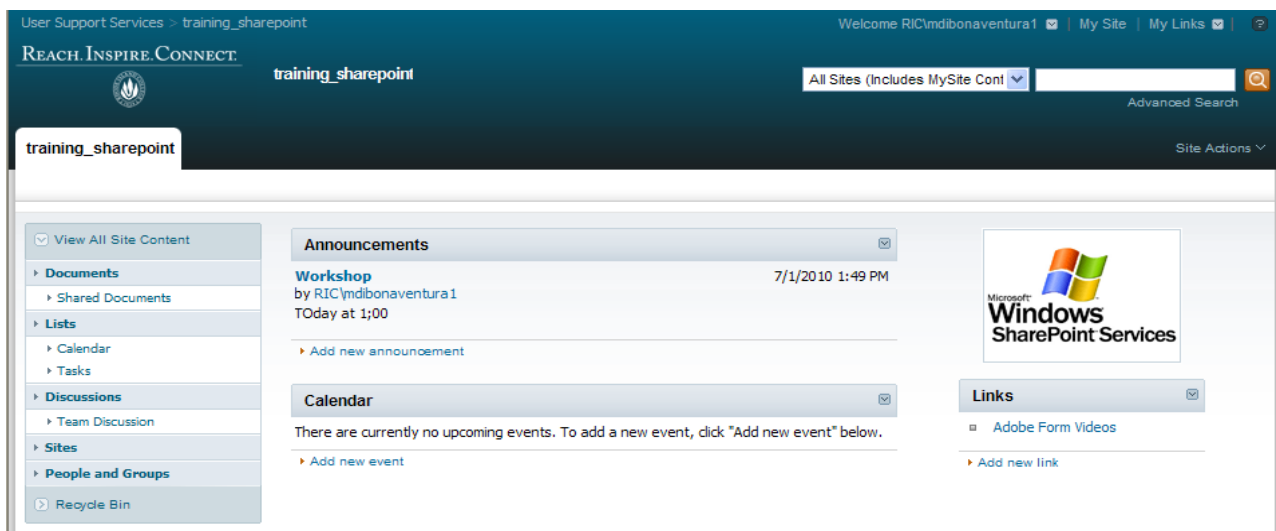 User Support Services > training_sharepoint
Welcome RIC\mdibonaventura1 | My Site | My Links |
REACH. INSPIRE. CONNECT.
training_sharepoint
All Sites (Includes MySite Cont
Advanced Search
training_sharepoint
Site Actions
View All Site Content
Documents
Shared Documents
Lists
Calendar
Tasks
Discussions
Team Discussion
Sites
People and Groups
Recycle Bin
Announcements
Workshop 7/1/2010 1:49 PM
by RIC\mdibonaventura1
TOday at 1;00
Add new announcement
Calendar
There are currently no upcoming events. To add a new event, click "Add new event" below.
Add new event
Microsoft
Windows
SharePoint Services
Links
Adobe Form Videos
Add new link